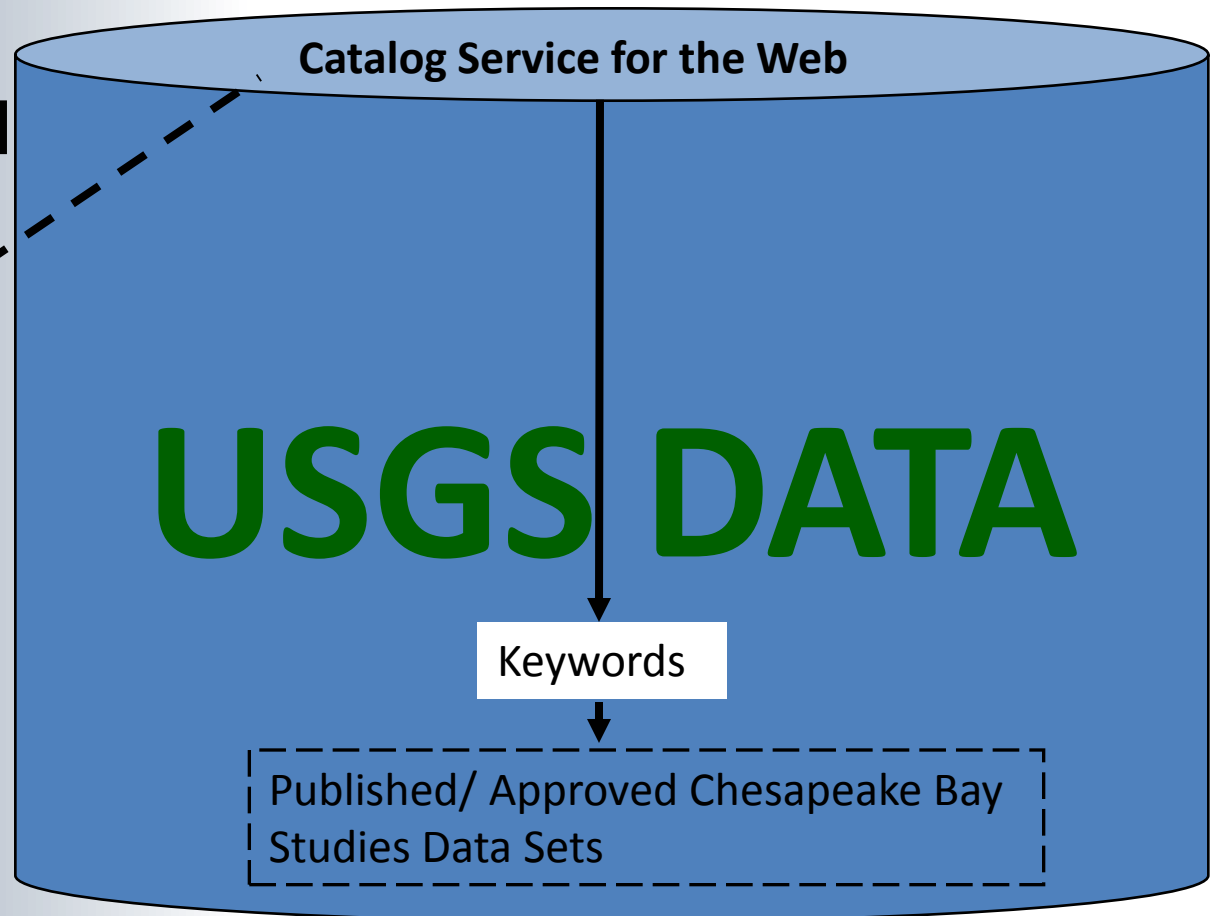 Catalog Service for the Web
USGS DATA
Keywords
Published/ Approved Chesapeake Bay
Studies Data Sets